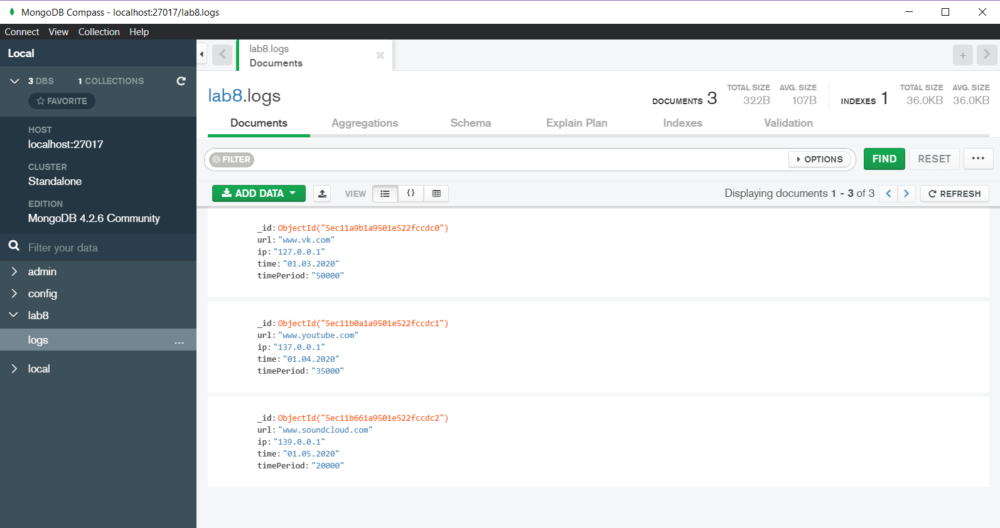 MongoDB Compass - localhost:27017/lab8.logs
Connect View Collection Help
Local
3 DBS 1 COLLECTIONS
FAVORITE
HOST
localhost:27017
CLUSTER
Standalone
EDITION
MongoDB 4.2.6 Community
Filter your data
admin
config
lab8
logs ...
local
lab8.logs
Documents
lab8.logs
DOCUMENTS 3
TOTAL SIZE AVG. SIZE
322B 107B
INDEXES 1
TOTAL SIZE AVG. SIZE
36.0KB 36.0KB
Documents Aggregations Schema Explain Plan Indexes Validation
FILTER OPTIONS FIND RESET ...
ADD DATA VIEW {} Displaying documents 1 - 3 of 3 REFRESH
_id: ObjectId("5ec11a9b1a9501e522fccdc0")
url: "www.vk.com"
ip: "127.0.0.1"
time: "01.03.2020"
timePeriod: "50000"
_id: ObjectId("5ec11b0a1a9501e522fccdc1")
url: "www.youtube.com"
ip: "137.0.0.1"
time: "01.04.2020"
timePeriod: "35000"
_id: ObjectId("5ec11b661a9501e522fccdc2")
url: "www.soundcloud.com"
ip: "139.0.0.1"
time: "01.05.2020"
timePeriod: "20000"